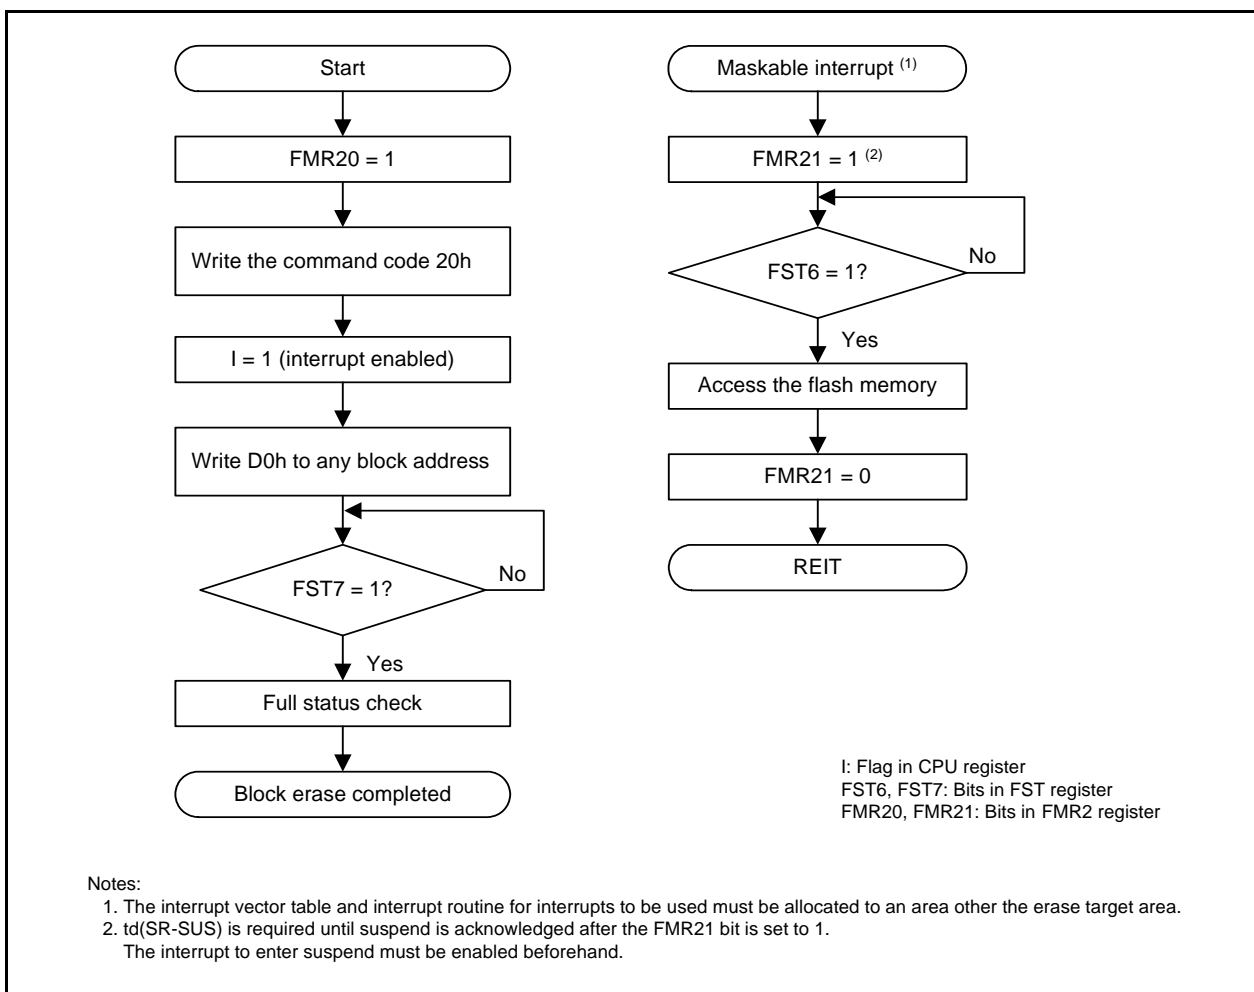 Start
FMR20 = 1
Write the command code 20h
I = 1 (interrupt enabled)
Write D0h to any block address
FST7 = 1?
No
Yes
Full status check
Block erase completed
Maskable interrupt (1)
FMR21 = 1 (2)
FST6 = 1?
No
Yes
Access the flash memory
FMR21 = 0
REIT
I: Flag in CPU register
FST6, FST7: Bits in FST register
FMR20, FMR21: Bits in FMR2 register
Notes:
1. The interrupt vector table and interrupt routine for interrupts to be used must be allocated to an area other the erase target area.
2. td(SR-SUS) is required until suspend is acknowledged after the FMR21 bit is set to 1.
The interrupt to enter suspend must be enabled beforehand.